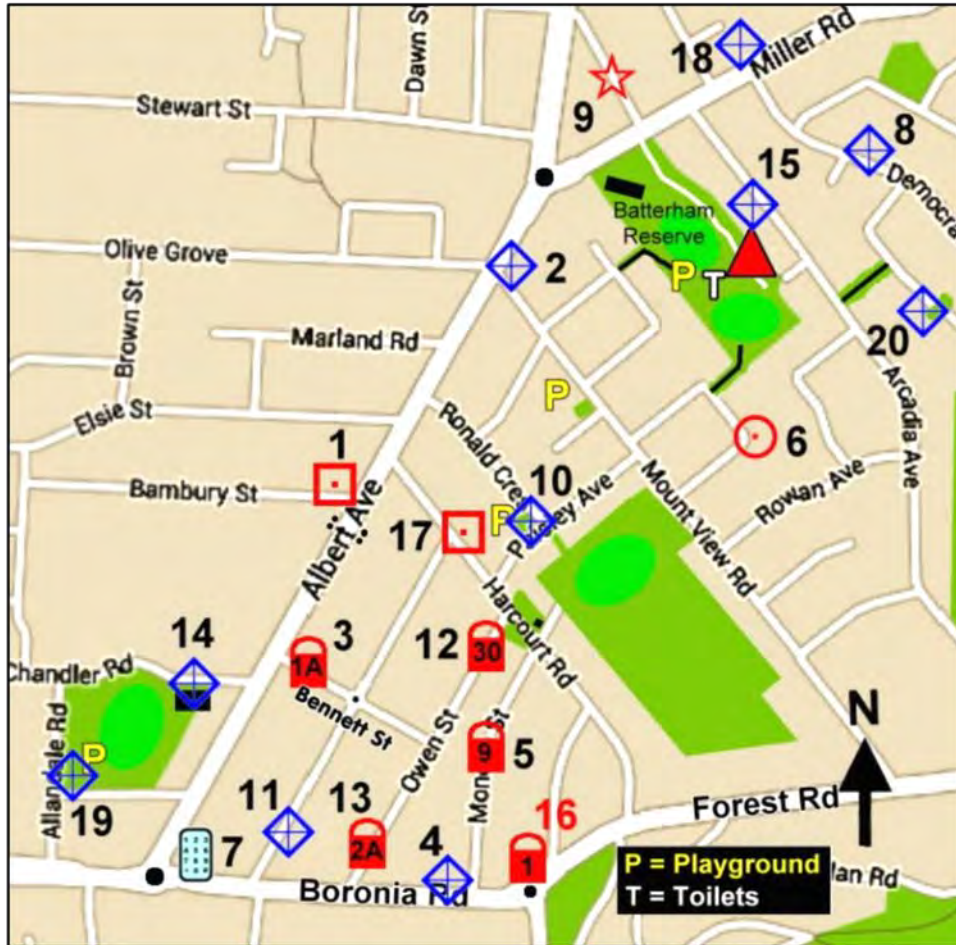 Dawn St
18
Miller Rd
9
Stewart St
8
15
Batterham
Reserve
Olive Grove
2
P
T
Brown St
Marland Rd
20
P
Arcadia Ave
Elsie St
1
Ronald Cres
6
10
Mount View Rd
Rowan Ave
Bambury St
17
P
Albert Ave
Harcourt Rd
14
3
1A
12
30
Chandler Rd
N
Bennett St
Owen St
9
5
P
Allandale Rd
19
11
13
2A
4
16
1
Forest Rd
7
Boronia Rd
P = Playground
T = Toilets